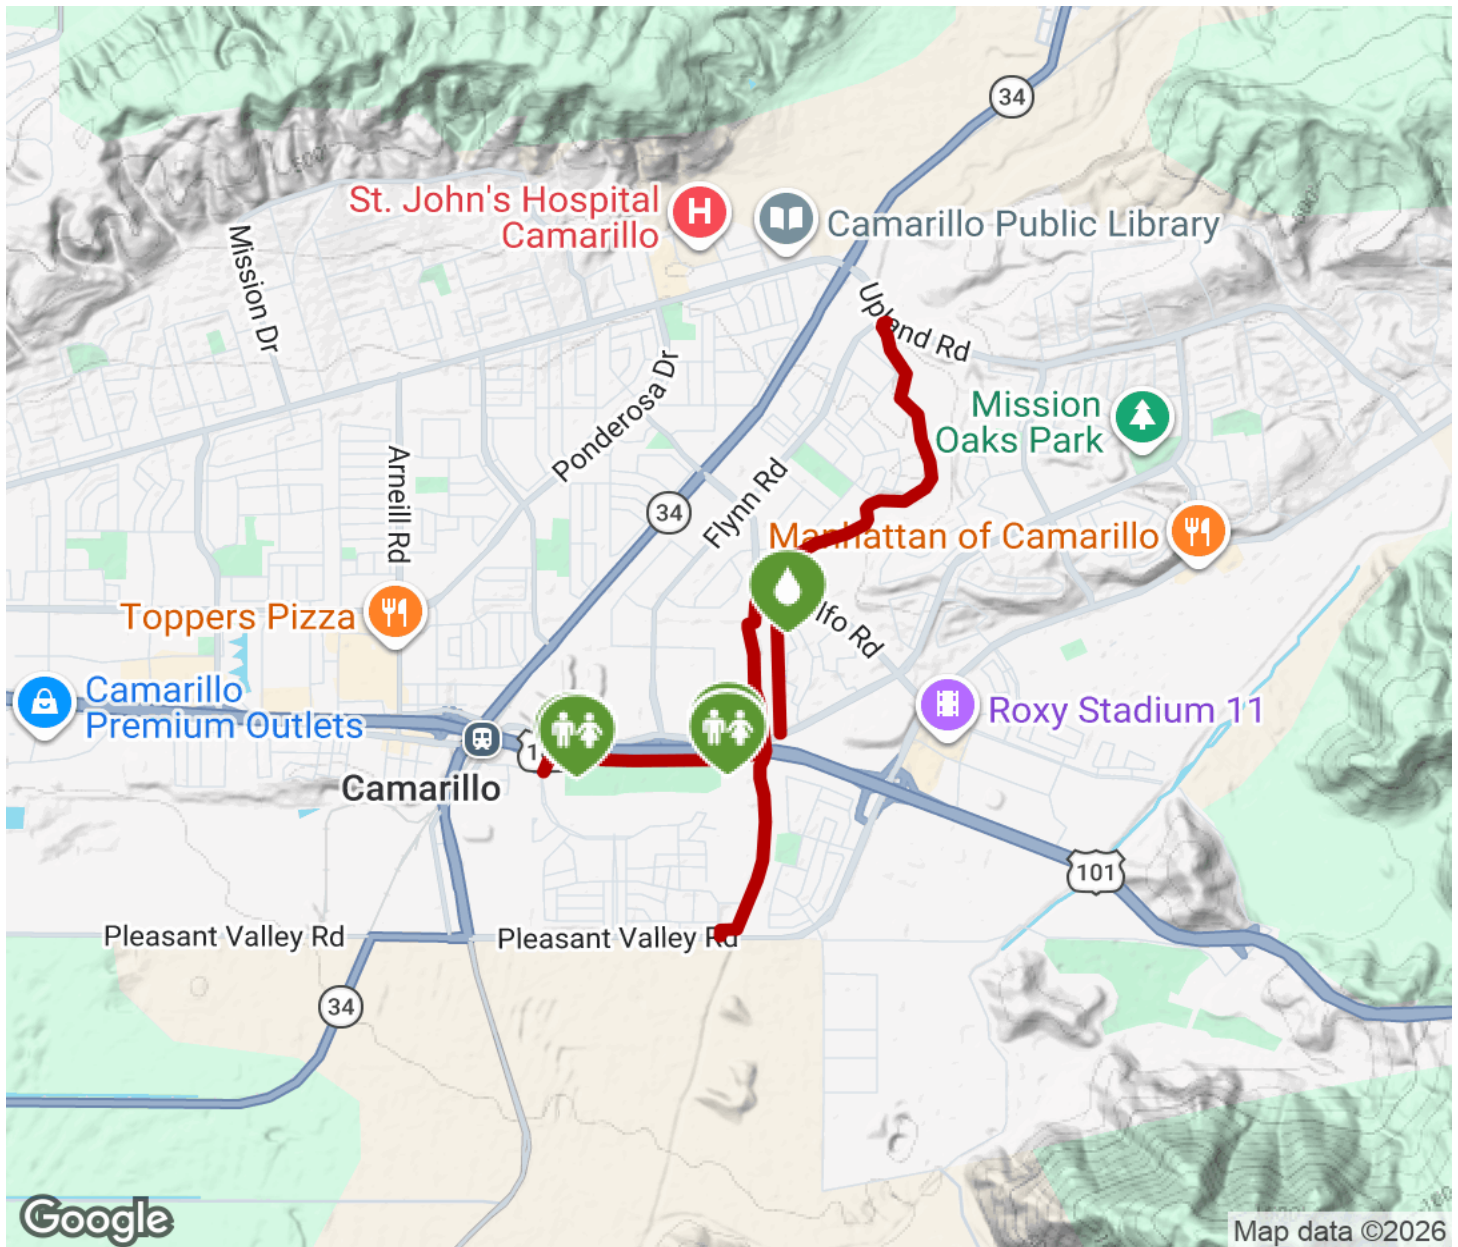 34
St. John's Hospital
Camarillo
H
Camarillo Public Library
Mission Dr
Upland Rd
Ponderosa Dr
Mission
Oaks Park
Arneill Rd
Flynn Rd
34
Manhattan of Camarillo
Toppers Pizza
lfo Rd
Camarillo
Premium Outlets
Roxy Stadium 11
1
Camarillo
101
Pleasant Valley Rd
Pleasant Valley Rd
34
Google
Map data ©2026